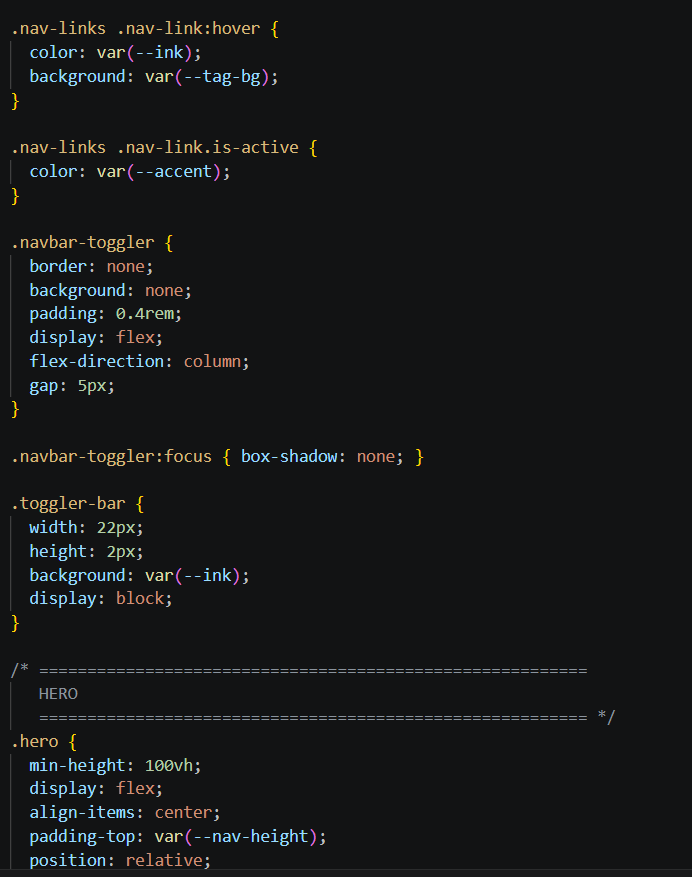 .nav-links .nav-link:hover {
  color: var(--ink);
  background: var(--tag-bg);
}

.nav-links .nav-link.is-active {
  color: var(--accent);
}

.navbar-toggler {
  border: none;
  background: none;
  padding: 0.4rem;
  display: flex;
  flex-direction: column;
  gap: 5px;
}

.navbar-toggler:focus { box-shadow: none; }

.toggler-bar {
  width: 22px;
  height: 2px;
  background: var(--ink);
  display: block;
}

/* =========================================================
   HERO
   ========================================================= */
.hero {
  min-height: 100vh;
  display: flex;
  align-items: center;
  padding-top: var(--nav-height);
  position: relative;